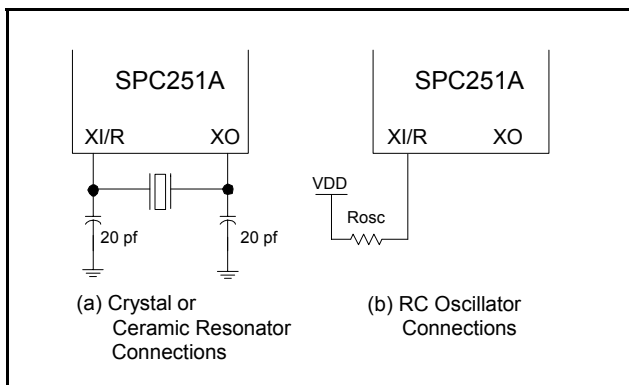 SPC251A
XI/R XO
20 pf 20 pf
(a) Crystal or
Ceramic Resonator
Connections
SPC251A
XI/R XO
VDD
Rosc
(b) RC Oscillator
Connections